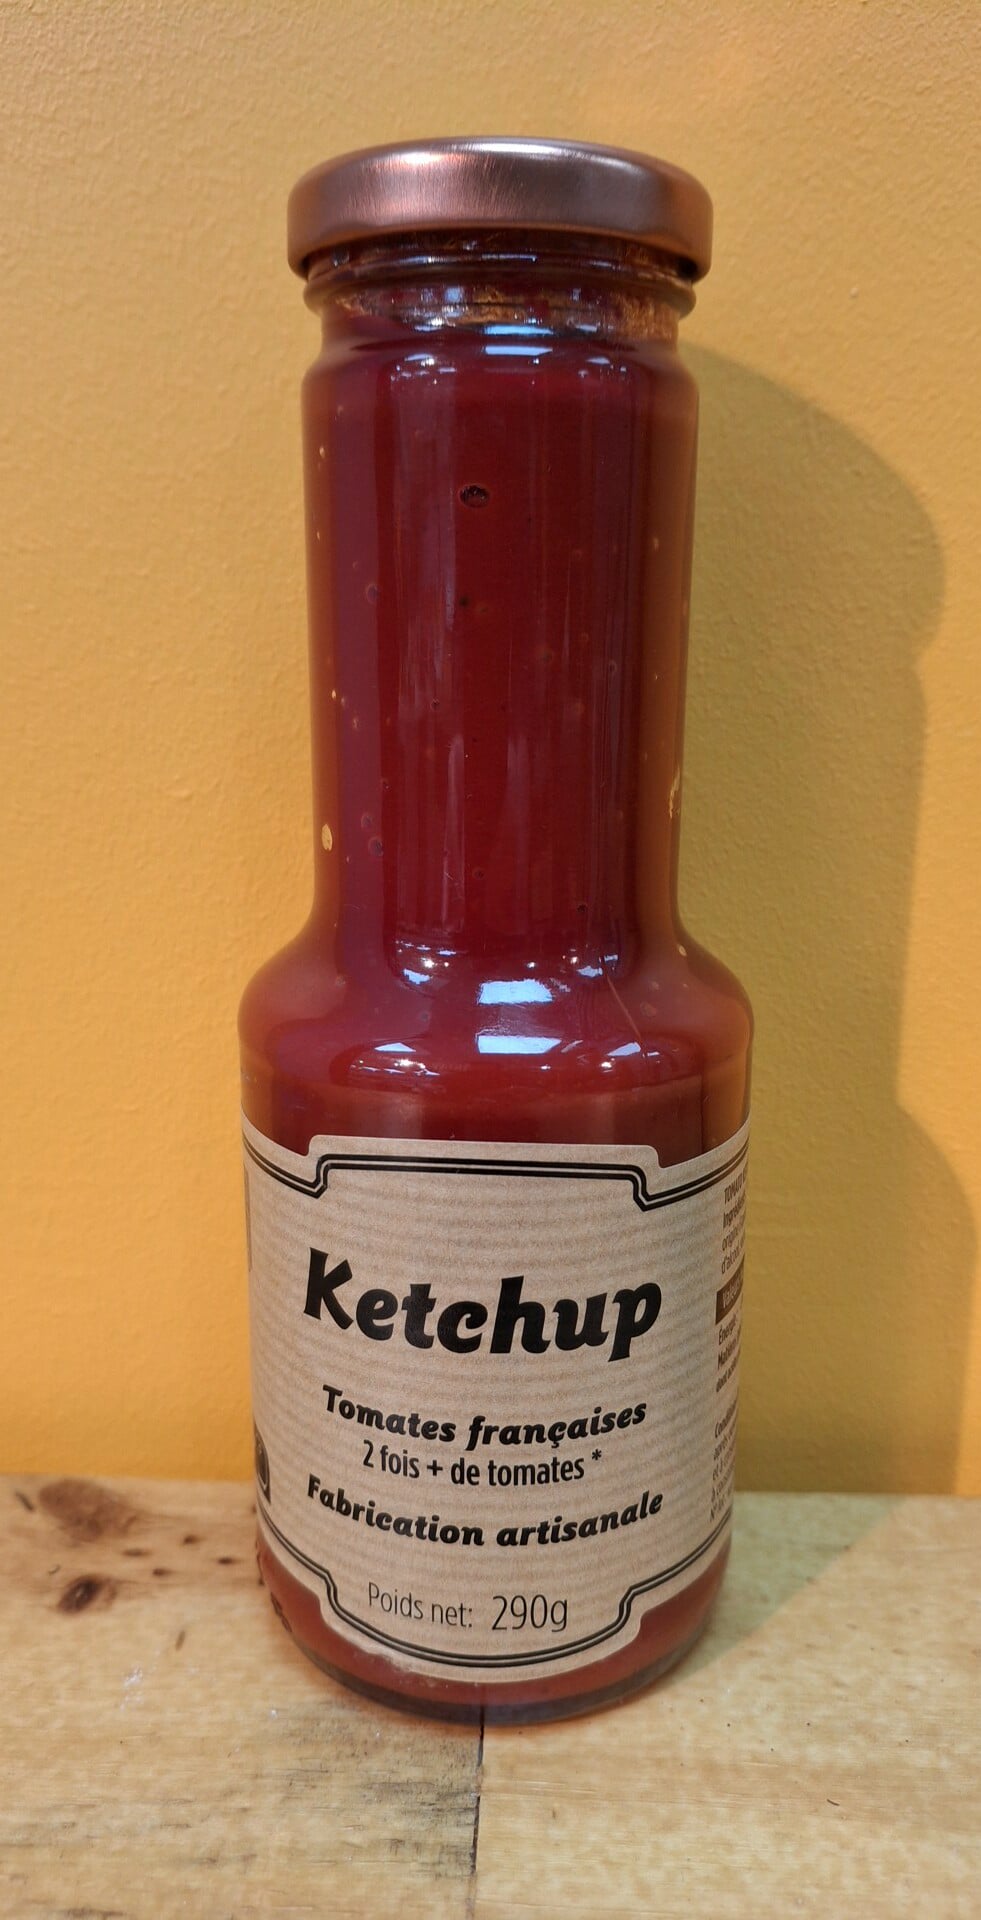 Ketchup
Tomates françaises
2 fois + de tomates *
Fabrication artisanale
Poids net: 290g